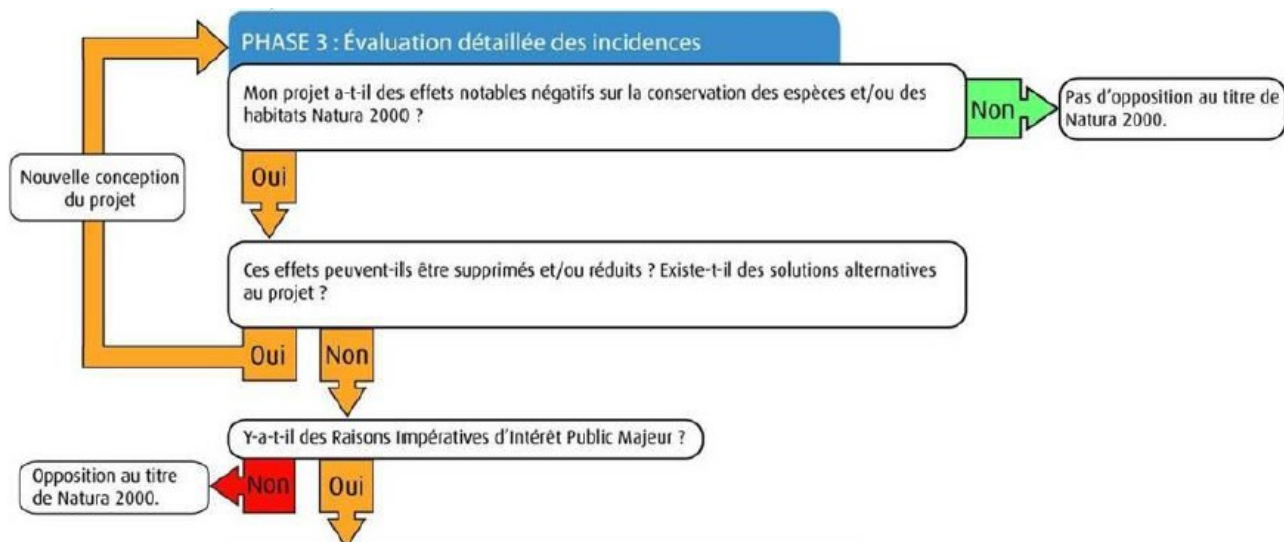 PHASE 3 : Évaluation détaillée des incidences
Mon projet a-t-il des effets notables négatifs sur la conservation des espèces et/ou des
habitats Natura 2000 ?
Non
Pas d'opposition au titre de
Natura 2000.
Oui
Nouvelle conception
du projet
Ces effets peuvent-ils être supprimés et/ou réduits ? Existe-t-il des solutions alternatives
au projet ?
Oui
Non
Y-a-t-il des Raisons Impératives d'Intérêt Public Majeur ?
Opposition au titre
de Natura 2000.
Non
Oui